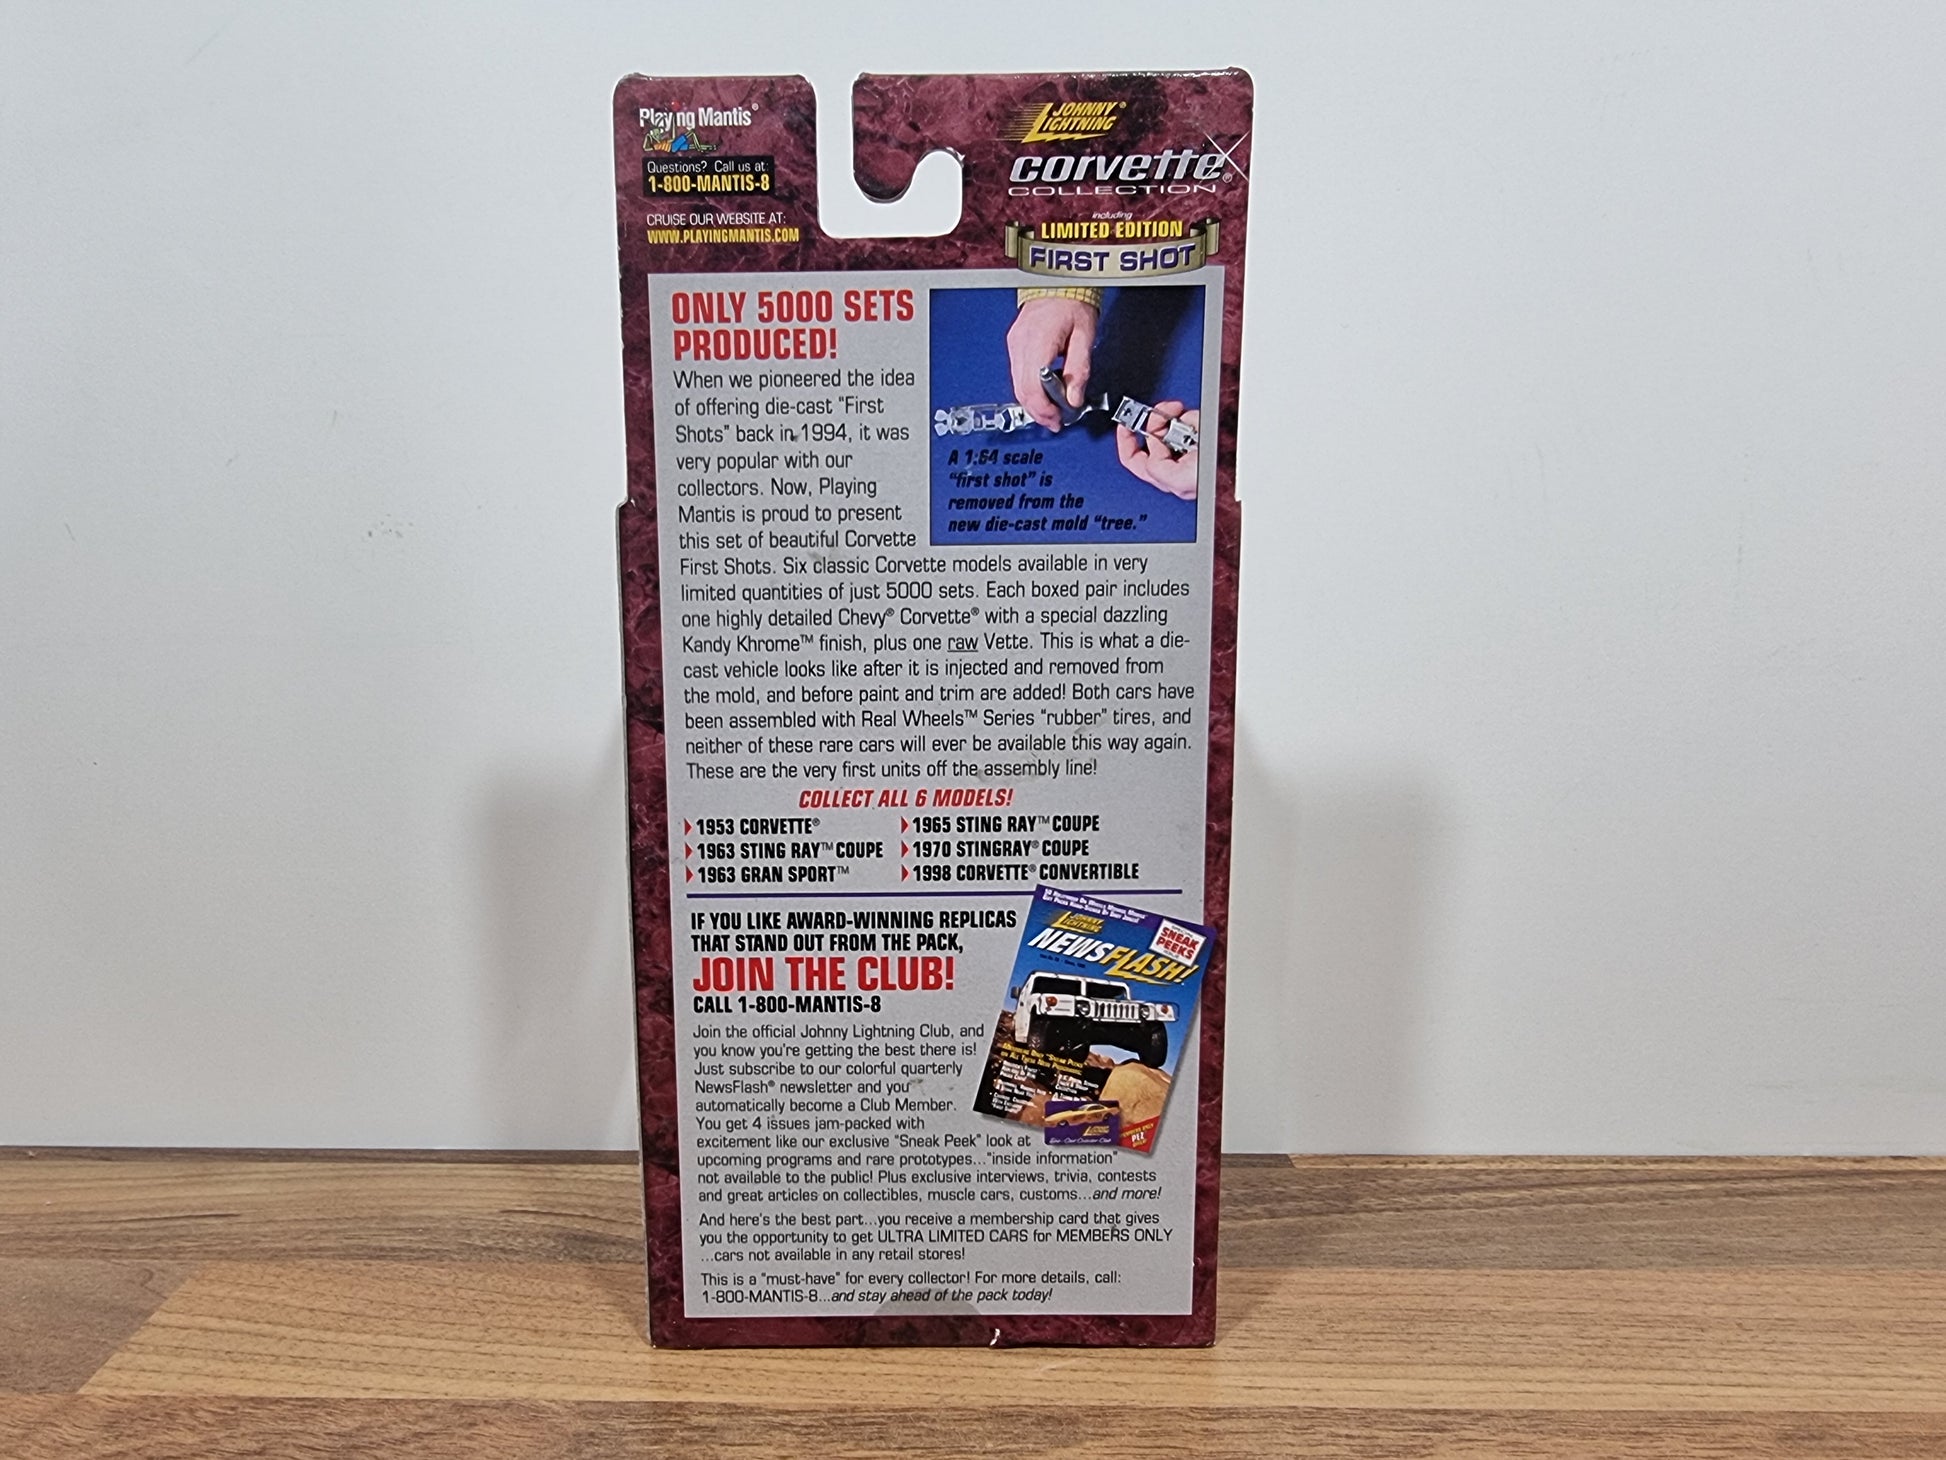 Playing Mantis®
Questions? Call us at:
1-800-MANTIS-8
CRUISE OUR WEBSITE AT:
WWW.PLAYINGMANTIS.COM
JOHNNY®
LIGHTNING
corvette®
COLLECTION
including
LIMITED EDITION
FIRST SHOT
ONLY 5000 SETS
PRODUCED!
When we pioneered the idea
of offering die-cast "First
Shots" back in 1994, it was
very popular with our
collectors. Now, Playing
Mantis is proud to present
this set of beautiful Corvette
First Shots. Six classic Corvette models available in very
limited quantities of just 5000 sets. Each boxed pair includes
one highly detailed Chevy® Corvette® with a special dazzling
Kandy Khrome™ finish, plus one raw Vette. This is what a die-
cast vehicle looks like after it is injected and removed from
the mold, and before paint and trim are added! Both cars have
been assembled with Real Wheels™ Series "rubber" tires, and
neither of these rare cars will ever be available this way again.
These are the very first units off the assembly line!
A 1:64 scale
"first shot" is
removed from the
new die-cast mold "tree."
COLLECT ALL 6 MODELS!
1953 CORVETTE®
1963 STING RAY™ COUPE
1963 GRAN SPORT™
1965 STING RAY™ COUPE
1970 STINGRAY® COUPE
1998 CORVETTE® CONVERTIBLE
IF YOU LIKE AWARD-WINNING REPLICAS
THAT STAND OUT FROM THE PACK,
JOIN THE CLUB!
CALL 1-800-MANTIS-8
Join the official Johnny Lightning Club, and
you know you're getting the best there is!
Just subscribe to our colorful quarterly
NewsFlash® newsletter and you
automatically become a Club Member.
You get 4 issues jam-packed with
excitement like our exclusive "Sneak Peek" look at
upcoming programs and rare prototypes..."inside information"
not available to the public! Plus exclusive interviews, trivia, contests
and great articles on collectibles, muscle cars, customs...and more!
And here's the best part...you receive a membership card that gives
you the opportunity to get ULTRA LIMITED CARS for MEMBERS ONLY
...cars not available in any retail stores!
This is a "must-have" for every collector! For more details, call:
1-800-MANTIS-8...and stay ahead of the pack today!
JOHNNY
LIGHTNING
NEWSFLASH!
SNEAK
PEEKS